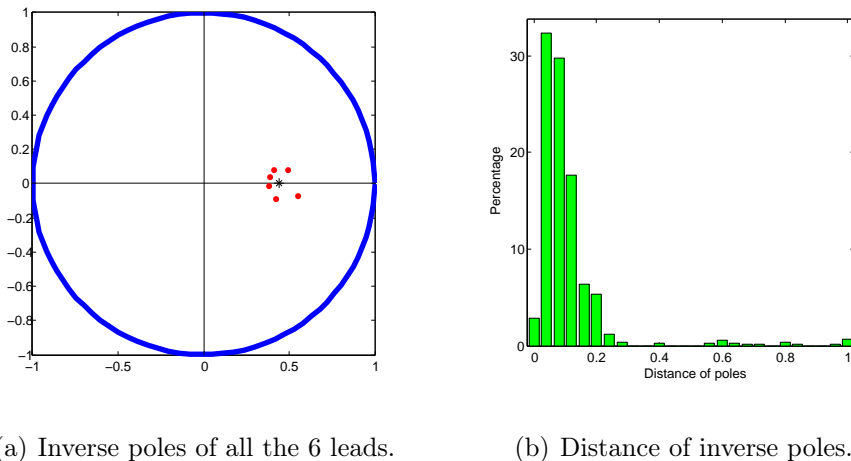 1
0.8
0.6
0.4
0.2
0
−0.2
−0.4
−0.6
−0.8
−1
−1 −0.5 0 0.5 1
30
20
10
0
Percentage
0 0.2 0.4 0.6 0.8 1
Distance of poles
a) Inverse poles of all the 6 leads.
(b) Distance of inverse poles.